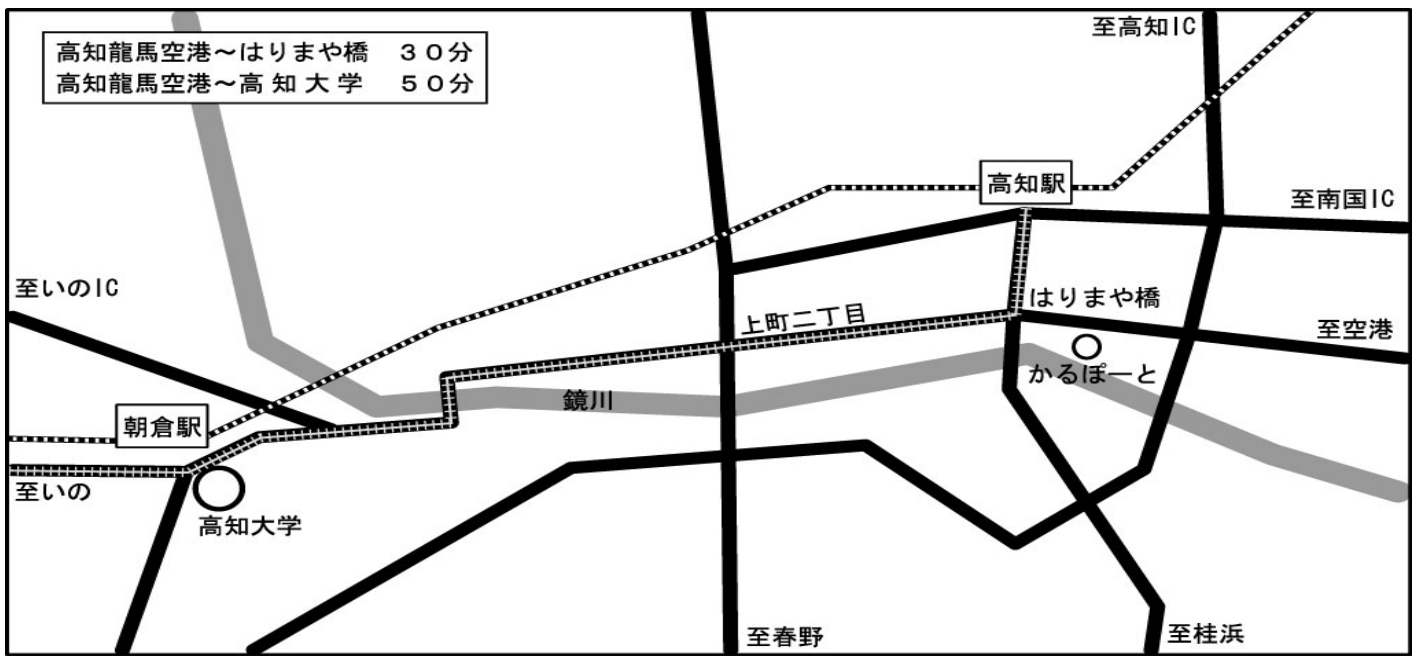 高知龍馬空港～はりまや橋　３０分
高知龍馬空港～高 知 大 学　５０分
至高知IC
高知駅
至南国IC
至いのIC
はりまや橋
上町二丁目
至空港
かるぽーと
鏡川
朝倉駅
至いの
高知大学
至春野
至桂浜